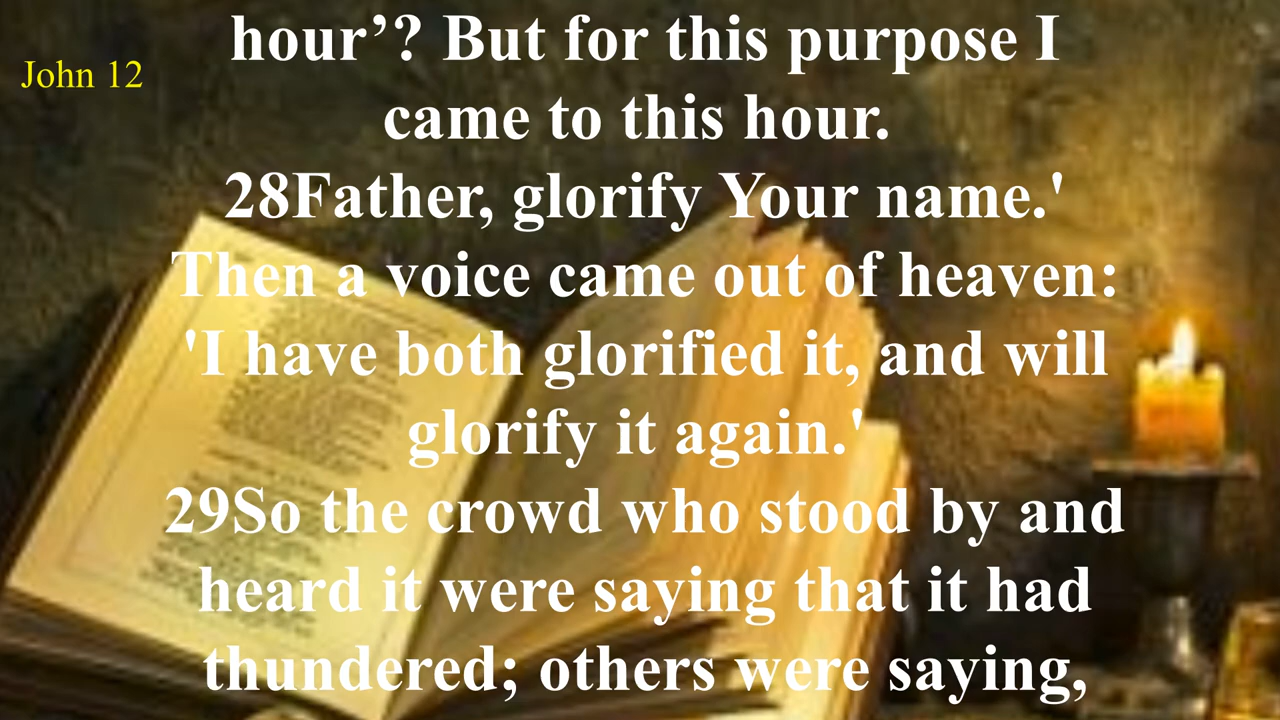 hour’? But for this purpose I
John 12
came to this hour.
28Father, glorify Your name.'
Then a voice came out of heaven:
'I have both glorified it, and will
glorify it again.'
29So the crowd who stood by and
heard it were saying that it had
thundered; others were saying,